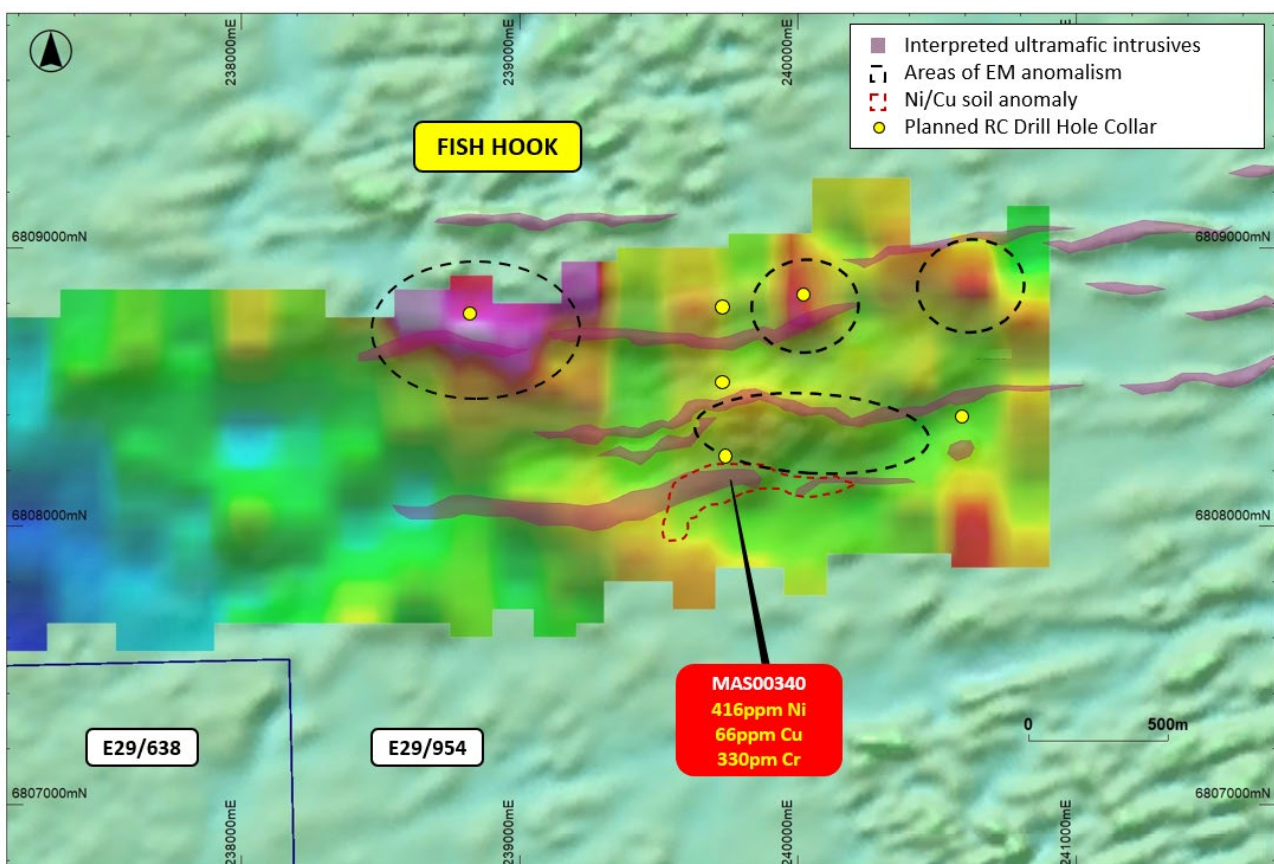 238000mE
239000mE
240000mE
Interpreted ultramafic intrusives
Areas of EM anomalism
Ni/Cu soil anomaly
Planned RC Drill Hole Collar
FISH HOOK
6809000mN
6809000mN
6808000mN
6808000mN
MAS00340
416ppm Ni
66ppm Cu
330pm Cr
E29/638
E29/954
0
500m
6807000mN
6807000mN
238000mE
239000mE
240000mE
241000mE